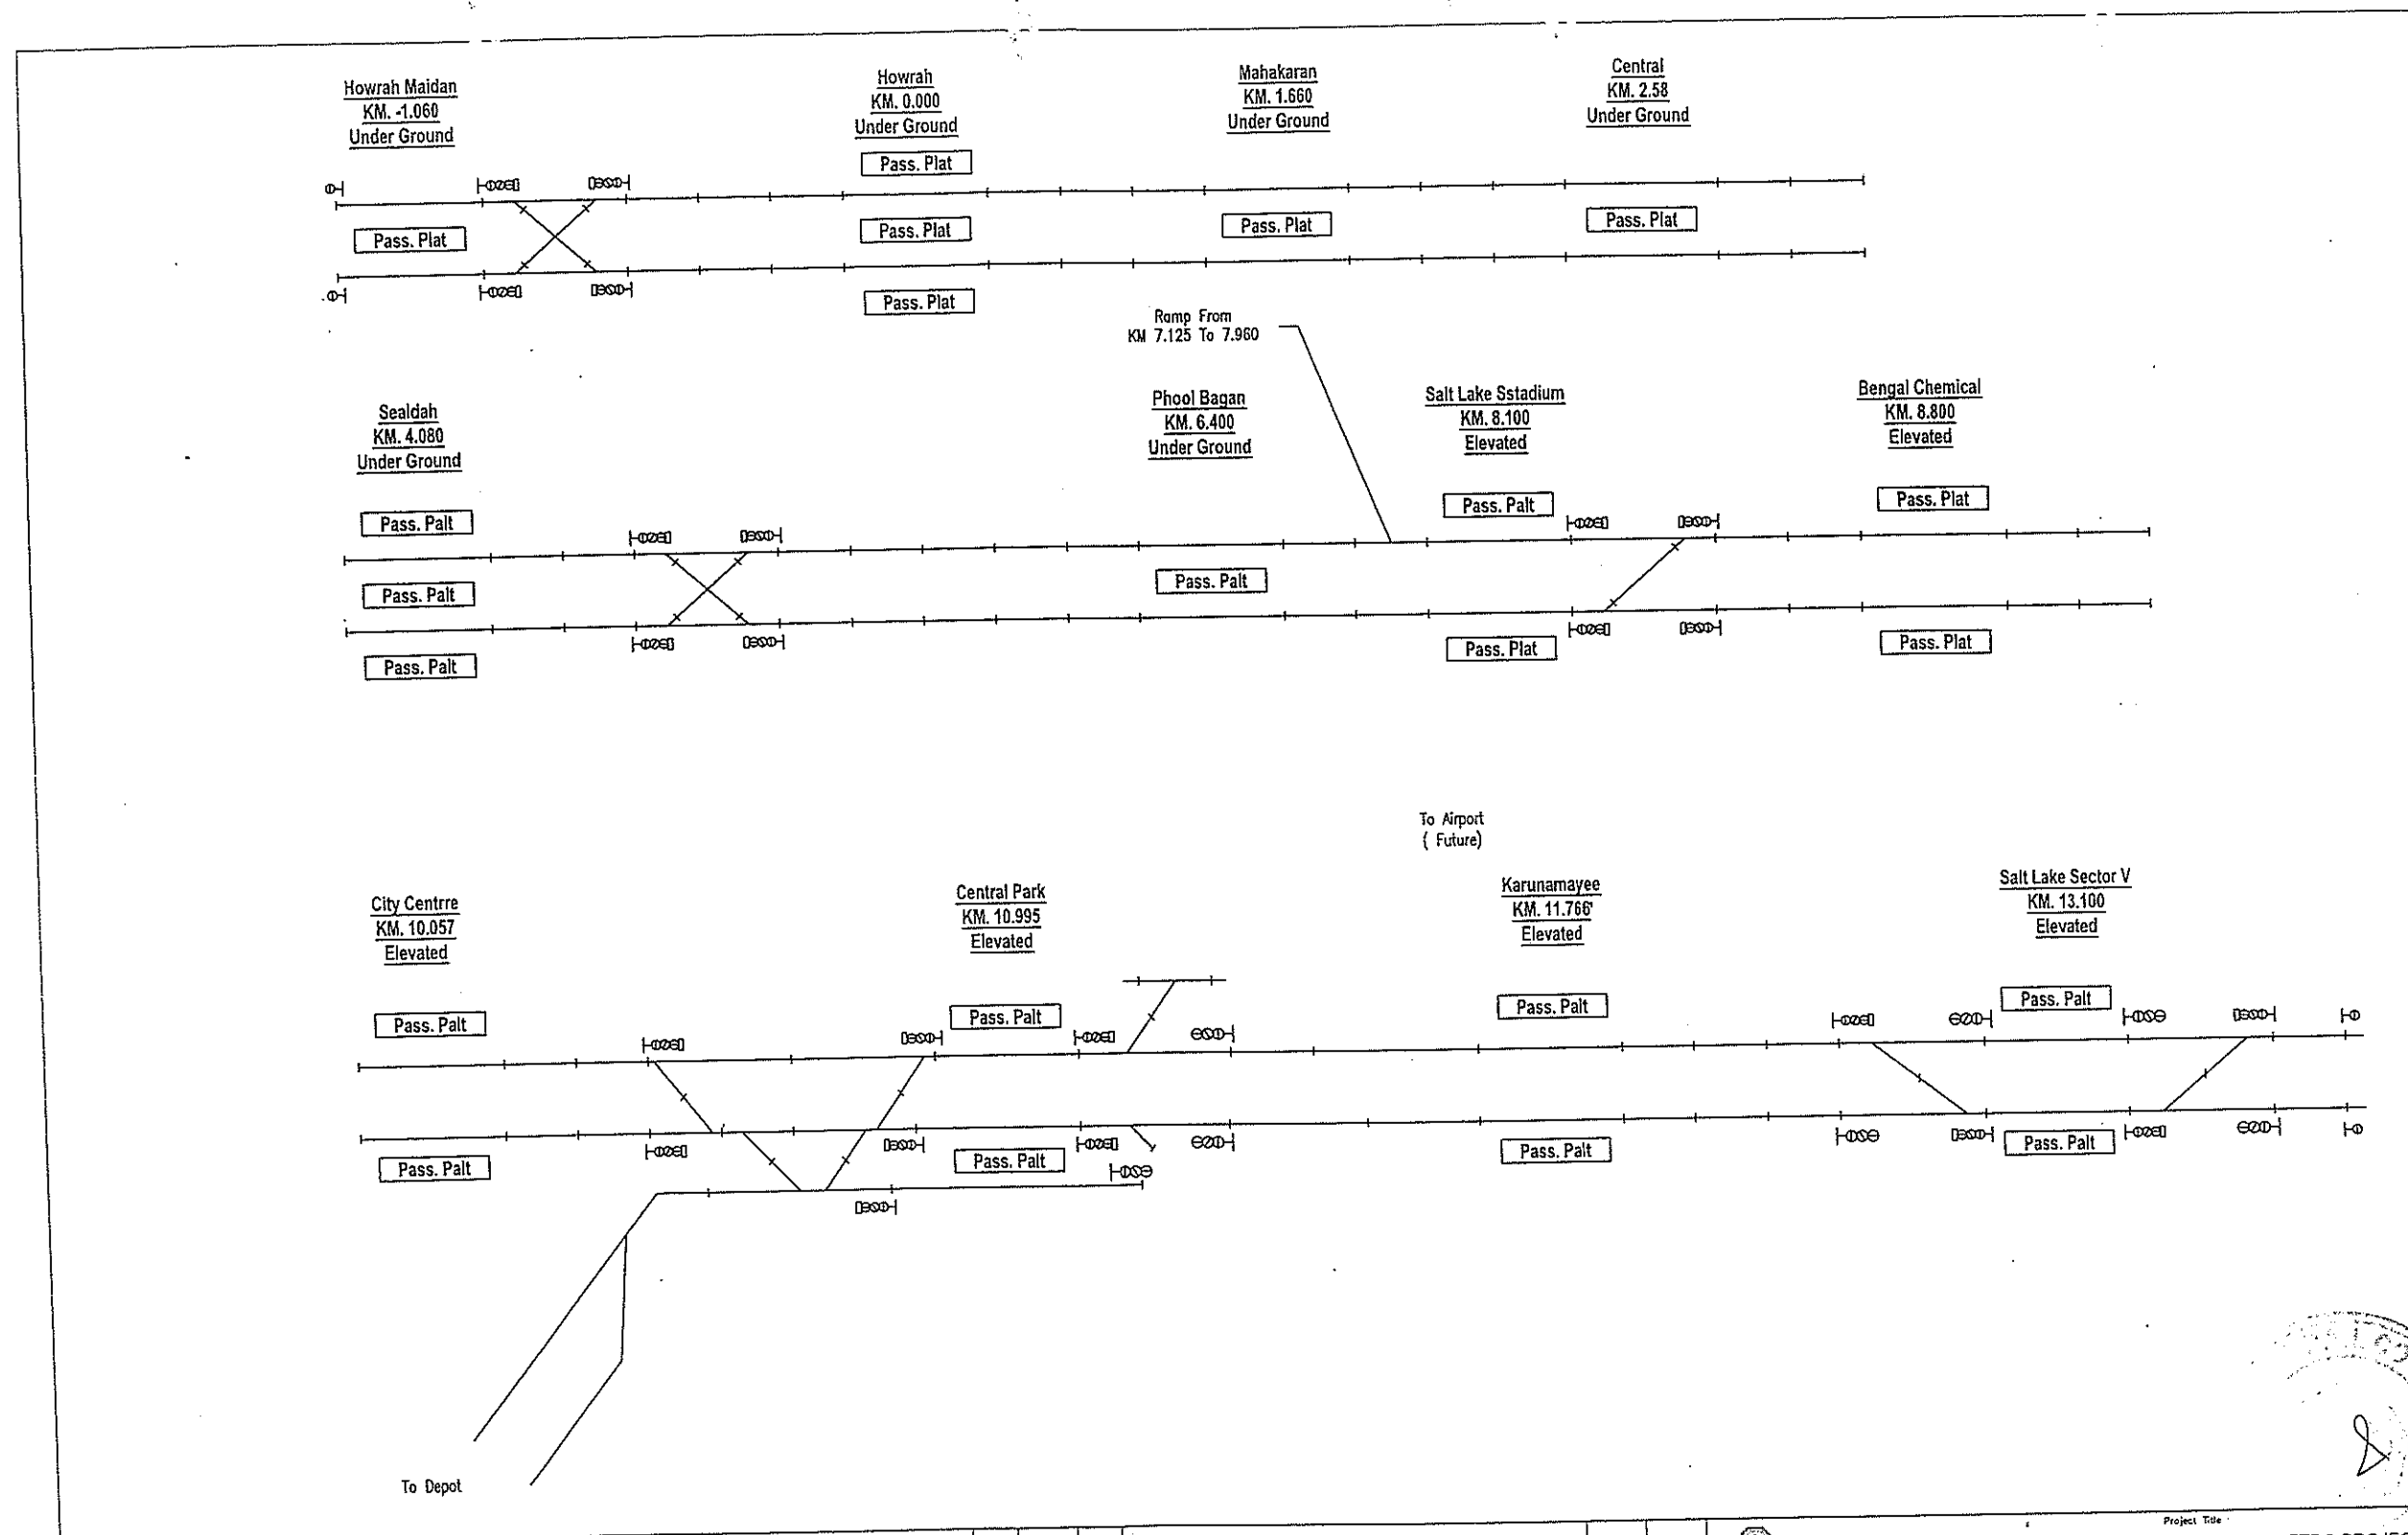 Howrah Maidan
KM. -1.060
Under Ground
Howrah
KM. 0.000
Under Ground
Mahakaran
KM. 1.660
Under Ground
Central
KM. 2.58
Under Ground
Pass. Plat
Pass. Plat
Pass. Plat
Pass. Plat
Pass. Plat
Pass. Plat
Ramp From
KM 7.125 To 7.960
Sealdah
KM. 4.080
Under Ground
Phool Bagan
KM. 6.400
Under Ground
Salt Lake Sstadium
KM. 8.100
Elevated
Bengal Chemical
KM. 8.800
Elevated
Pass. Palt
Pass. Palt
Pass. Plat
Pass. Palt
Pass. Palt
Pass. Palt
Pass. Plat
Pass. Plat
To Airport
( Future)
City Centrre
KM. 10.057
Elevated
Central Park
KM. 10.995
Elevated
Karunamayee
KM. 11.766
Elevated
Salt Lake Sector V
KM. 13.100
Elevated
Pass. Palt
Pass. Palt
Pass. Palt
Pass. Palt
Pass. Palt
Pass. Palt
Pass. Palt
Pass. Palt
To Depot
Project Title